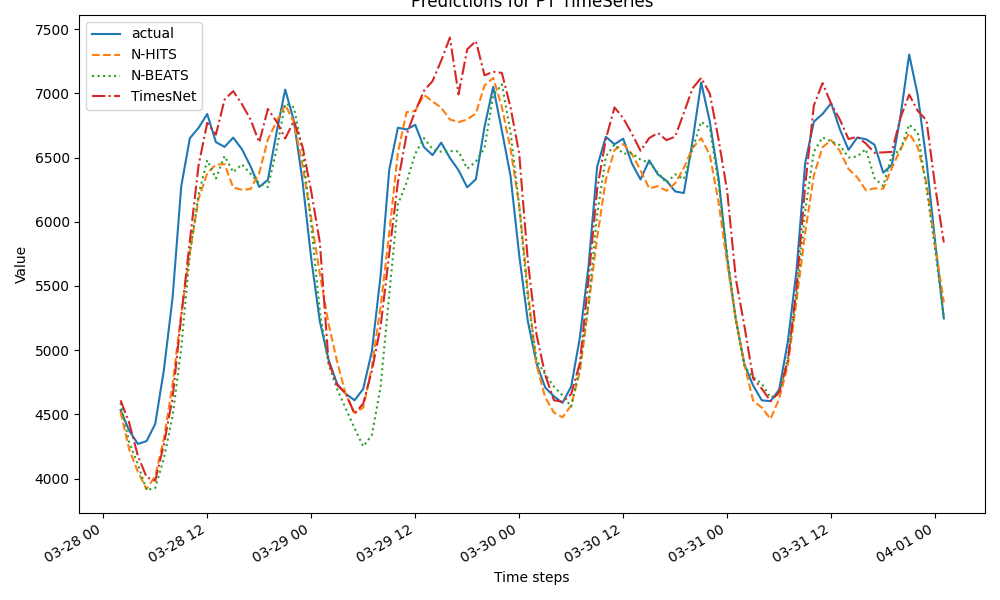 Predictions for PT TimeSeries
actual
N-HITS
N-BEATS
TimesNet
7500
7000
6500
6000
5500
5000
4500
4000
Value
03-28 00
03-28 12
03-29 00
03-29 12
03-30 00
03-30 12
03-31 00
03-31 12
04-01 00
Time steps